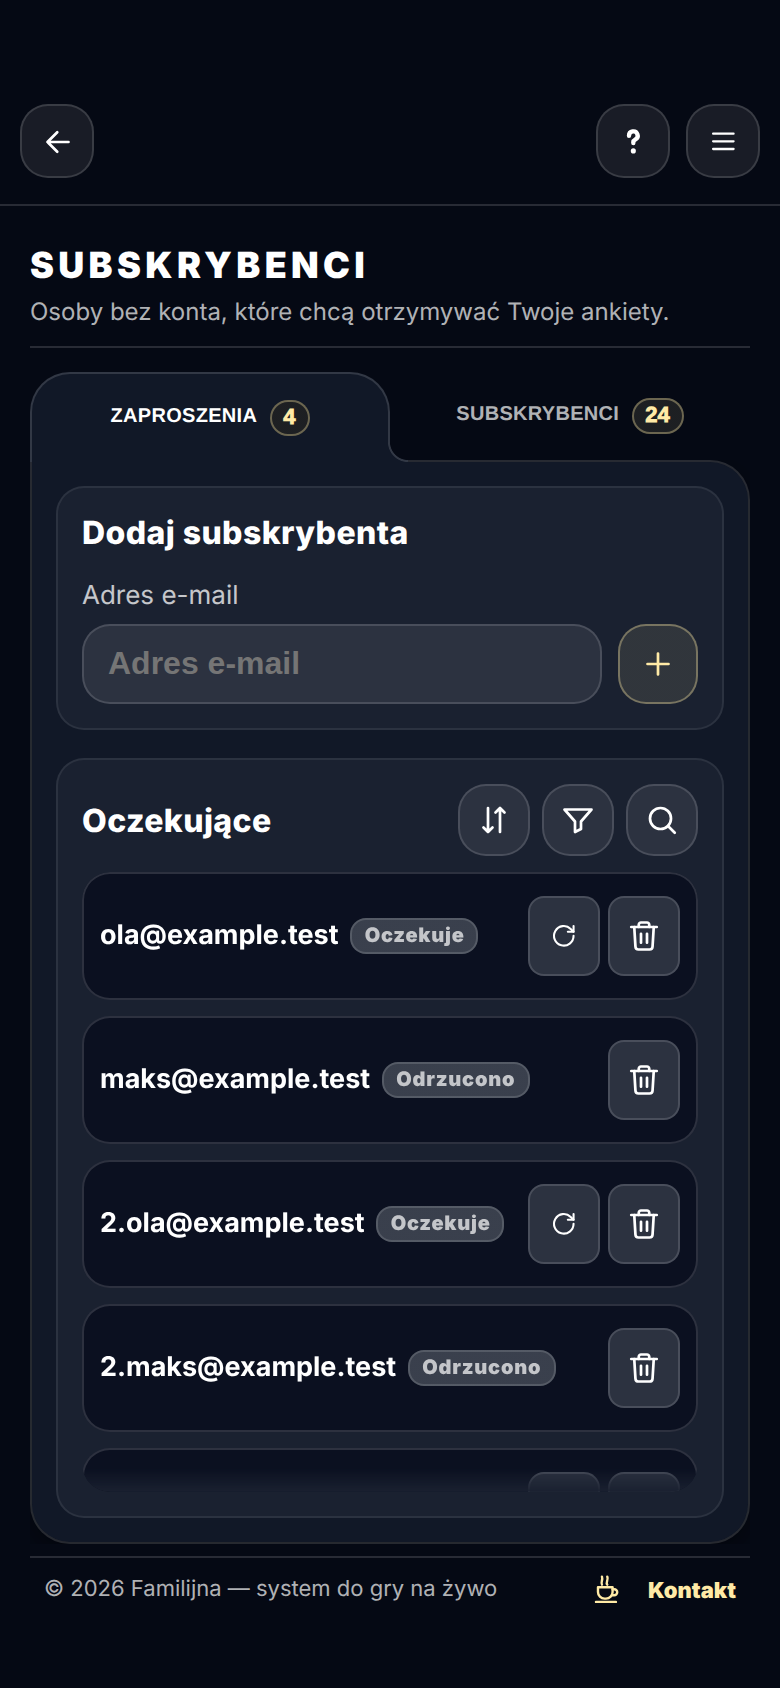 ?
SUBSKRYBENCI
Osoby bez konta, które chcą otrzymywać Twoje ankiety.
ZAPROSZENIA 4 SUBSKRYBENCI 24
Dodaj subskrybenta
Adres e-mail
Adres e-mail
Oczekujące
ola@example.test Oczekuje
maks@example.test Odrzucono
2.ola@example.test Oczekuje
2.maks@example.test Odrzucono
© 2026 Familijna — system do gry na żywo Kontakt